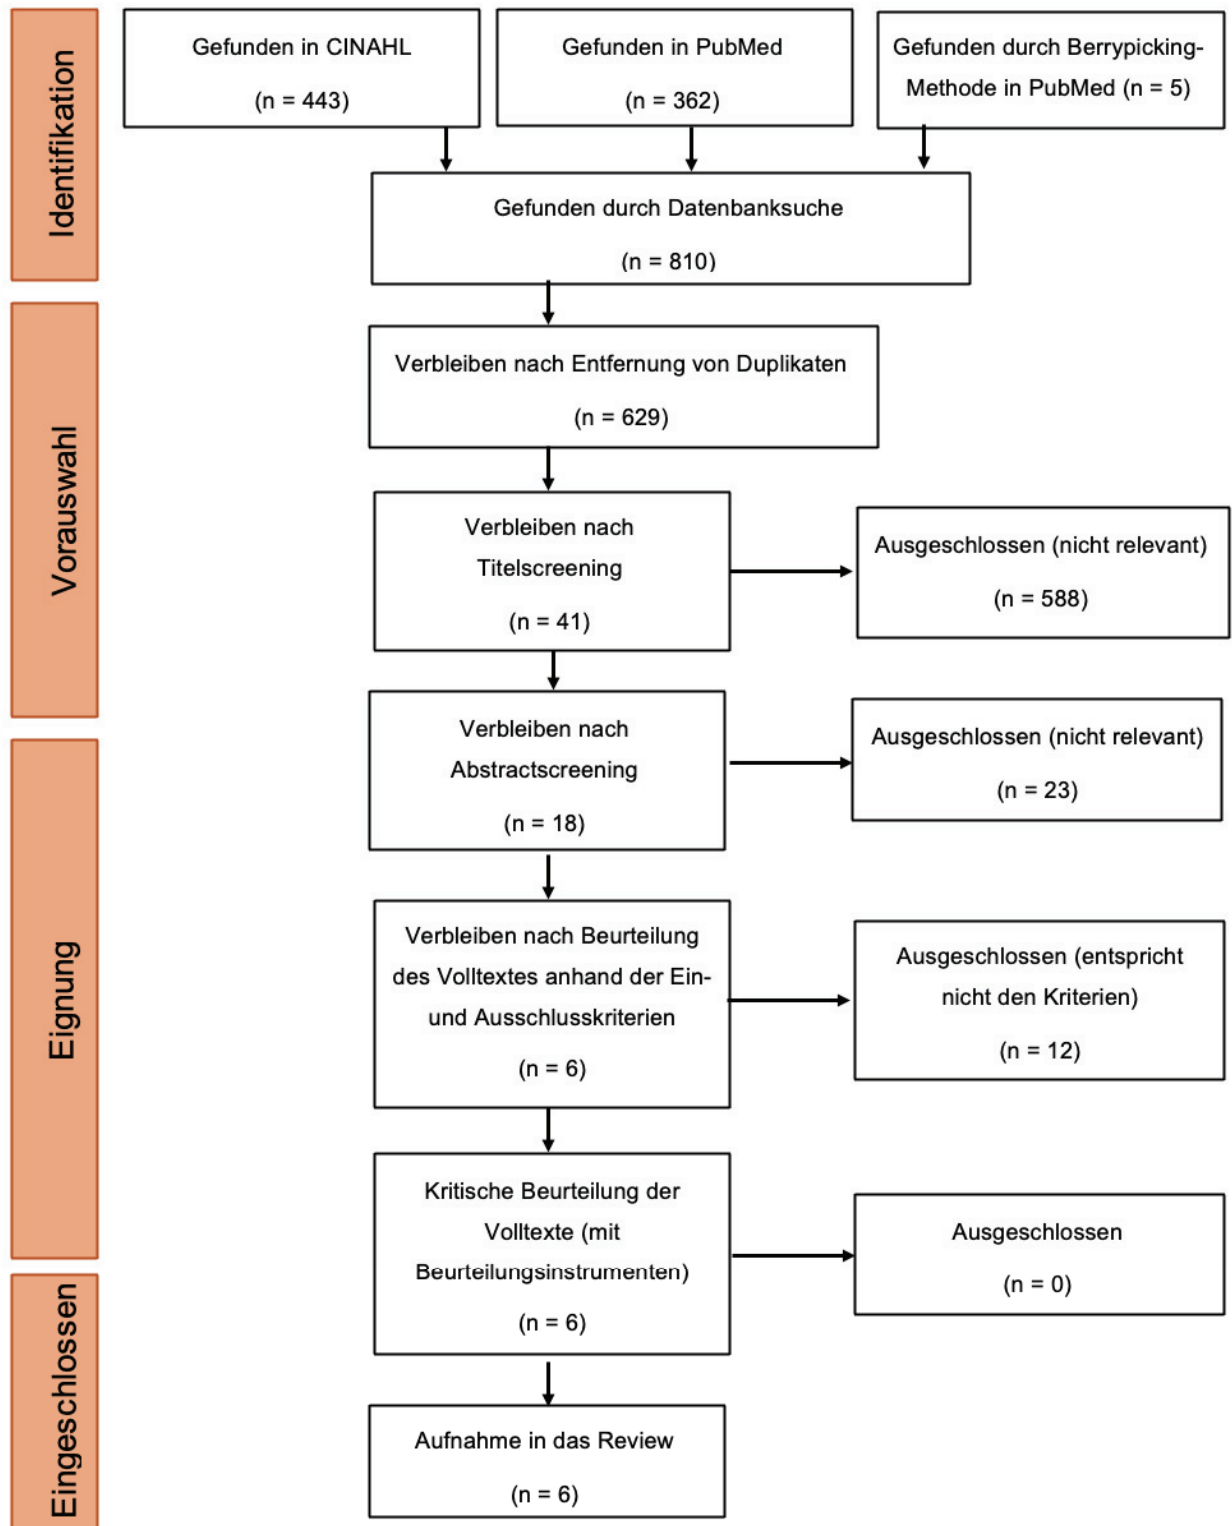 Identifikation
Gefunden in CINAHL
(n = 443)
Gefunden in PubMed
(n = 362)
Gefunden durch Berrypicking-
Methode in PubMed (n = 5)
Gefunden durch Datenbanksuche
(n = 810)
Vorauswahl
Verbleiben nach Entfernung von Duplikaten
(n = 629)
Verbleiben nach
Titelscreening
(n = 41)
Ausgeschlossen (nicht relevant)
(n = 588)
Verbleiben nach
Abstractscreening
(n = 18)
Ausgeschlossen (nicht relevant)
(n = 23)
Eignung
Verbleiben nach Beurteilung
des Volltextes anhand der Ein-
und Ausschlusskriterien
(n = 6)
Ausgeschlossen (entspricht
nicht den Kriterien)
(n = 12)
Kritische Beurteilung der
Volltexte (mit
Beurteilungsinstrumenten)
(n = 6)
Ausgeschlossen
(n = 0)
Eingeschlossen
Aufnahme in das Review
(n = 6)